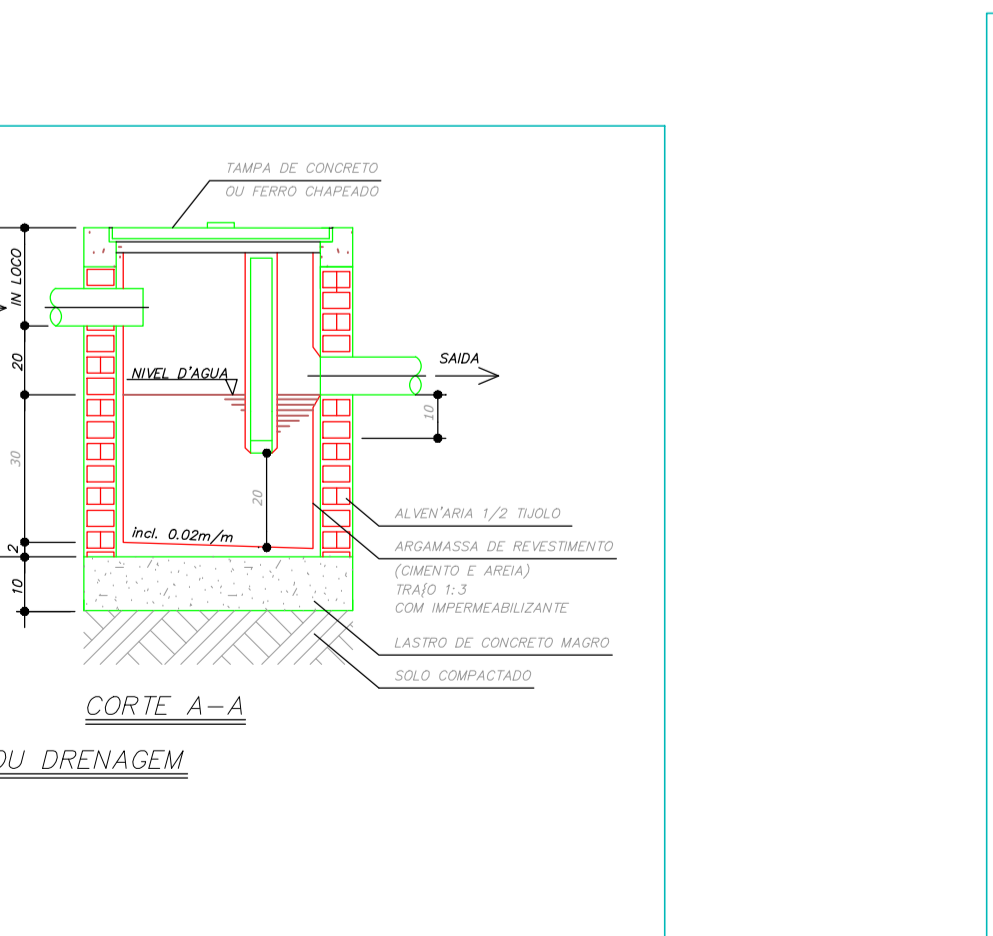 TAMPA DE CONCRETO
OU FERRO CHAPEADO
IN LOCO
20
30
2
10
NIVEL D'AGUA
SAIDA
10
20
incl. 0.02m/m
ALVEN'ARIA 1/2 TIJOLO
ARGAMASSA DE REVESTIMENTO
(CIMENTO E AREIA)
TRA{O 1:3
COM IMPERMEABILIZANTE
LASTRO DE CONCRETO MAGRO
SOLO COMPACTADO
CORTE A-A
OU DRENAGEM